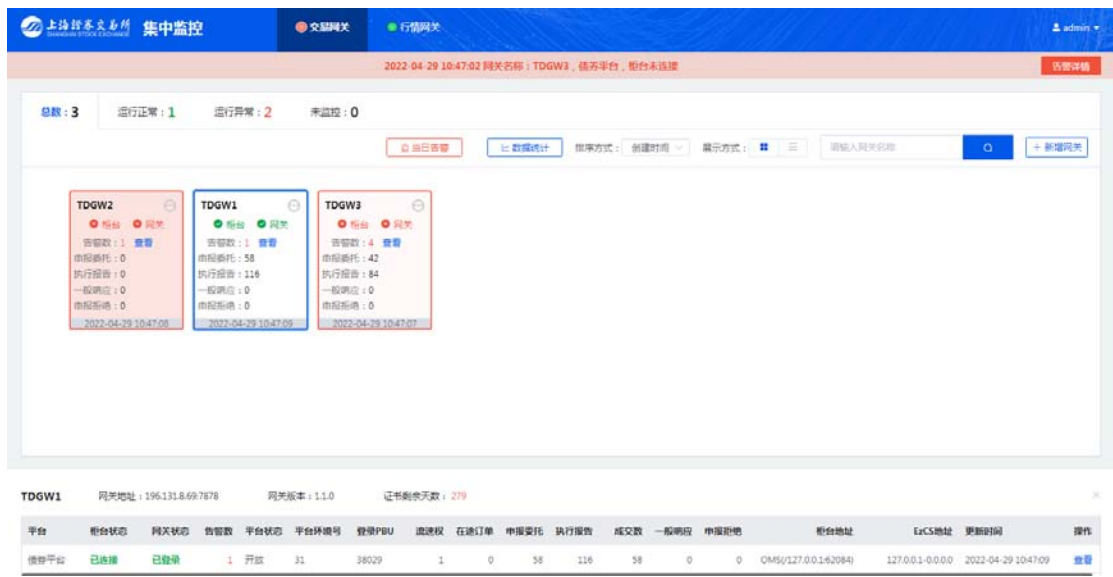 上海证券交易所 集中监控 交易网关 行情网关 admin
SHANGHAI STOCK EXCHANGE
2022-04-29 10:47:02 网关名称：TDGW3，债券平台，柜台未连接 告警详情
总数：3 运行正常：1 运行异常：2 未监控：0
当日告警 数据统计 排序方式： 创建时间 展示方式： 请输入网关名称 + 新增网关
TDGW2 TDGW1 TDGW3
柜台 网关 柜台 网关 柜台 网关
告警数：1 查看 告警数：1 查看 告警数：4 查看
申报委托：0 申报委托：58 申报委托：42
执行报告：0 执行报告：116 执行报告：84
一般响应：0 一般响应：0 一般响应：0
申报拒绝：0 申报拒绝：0 申报拒绝：0
2022-04-29 10:47:08 2022-04-29 10:47:09 2022-04-29 10:47:07
TDGW1 网关地址：196.131.8.69:7878 网关版本：1.1.0 证书剩余天数：279
平台 柜台状态 网关状态 告警数 平台状态 平台环境号 登录PBU 流速权 在途订单 申报委托 执行报告 成交数 一般响应 申报拒绝 柜台地址 EzCS地址 更新时间 操作
债券平台 已连接 已登录 1 开放 31 38029 1 0 58 116 58 0 0 OMS(/127.0.0.1:62084) 127.0.0.1-0.0.0.0 2022-04-29 10:47:09 查看